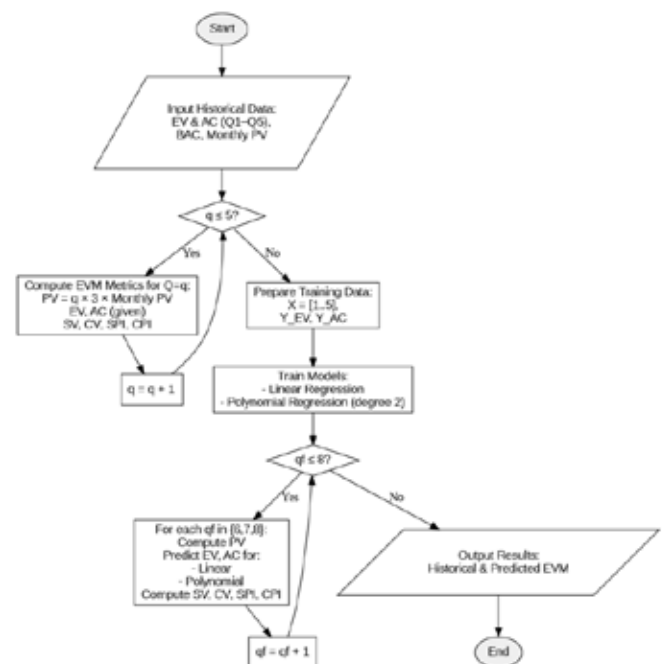 Start
Input Historical Data:
EV & AC (Q1–Q5),
BAC, Monthly PV
q ≤ 5?
Yes
No
Compute EVM Metrics for Q=q:
PV = q × 3 × Monthly PV
EV, AC (given)
SV, CV, SPI, CPI
Prepare Training Data:
X = [1..5],
Y_EV, Y_AC
q = q + 1
Train Models:
- Linear Regression
- Polynomial Regression (degree 2)
qf ≤ 8?
Yes
No
For each qf in {6,7,8}:
Compute PV
Predict EV, AC for:
- Linear
- Polynomial
Compute SV, CV, SPI, CPI
Output Results:
Historical & Predicted EVM
qf = qf + 1
End